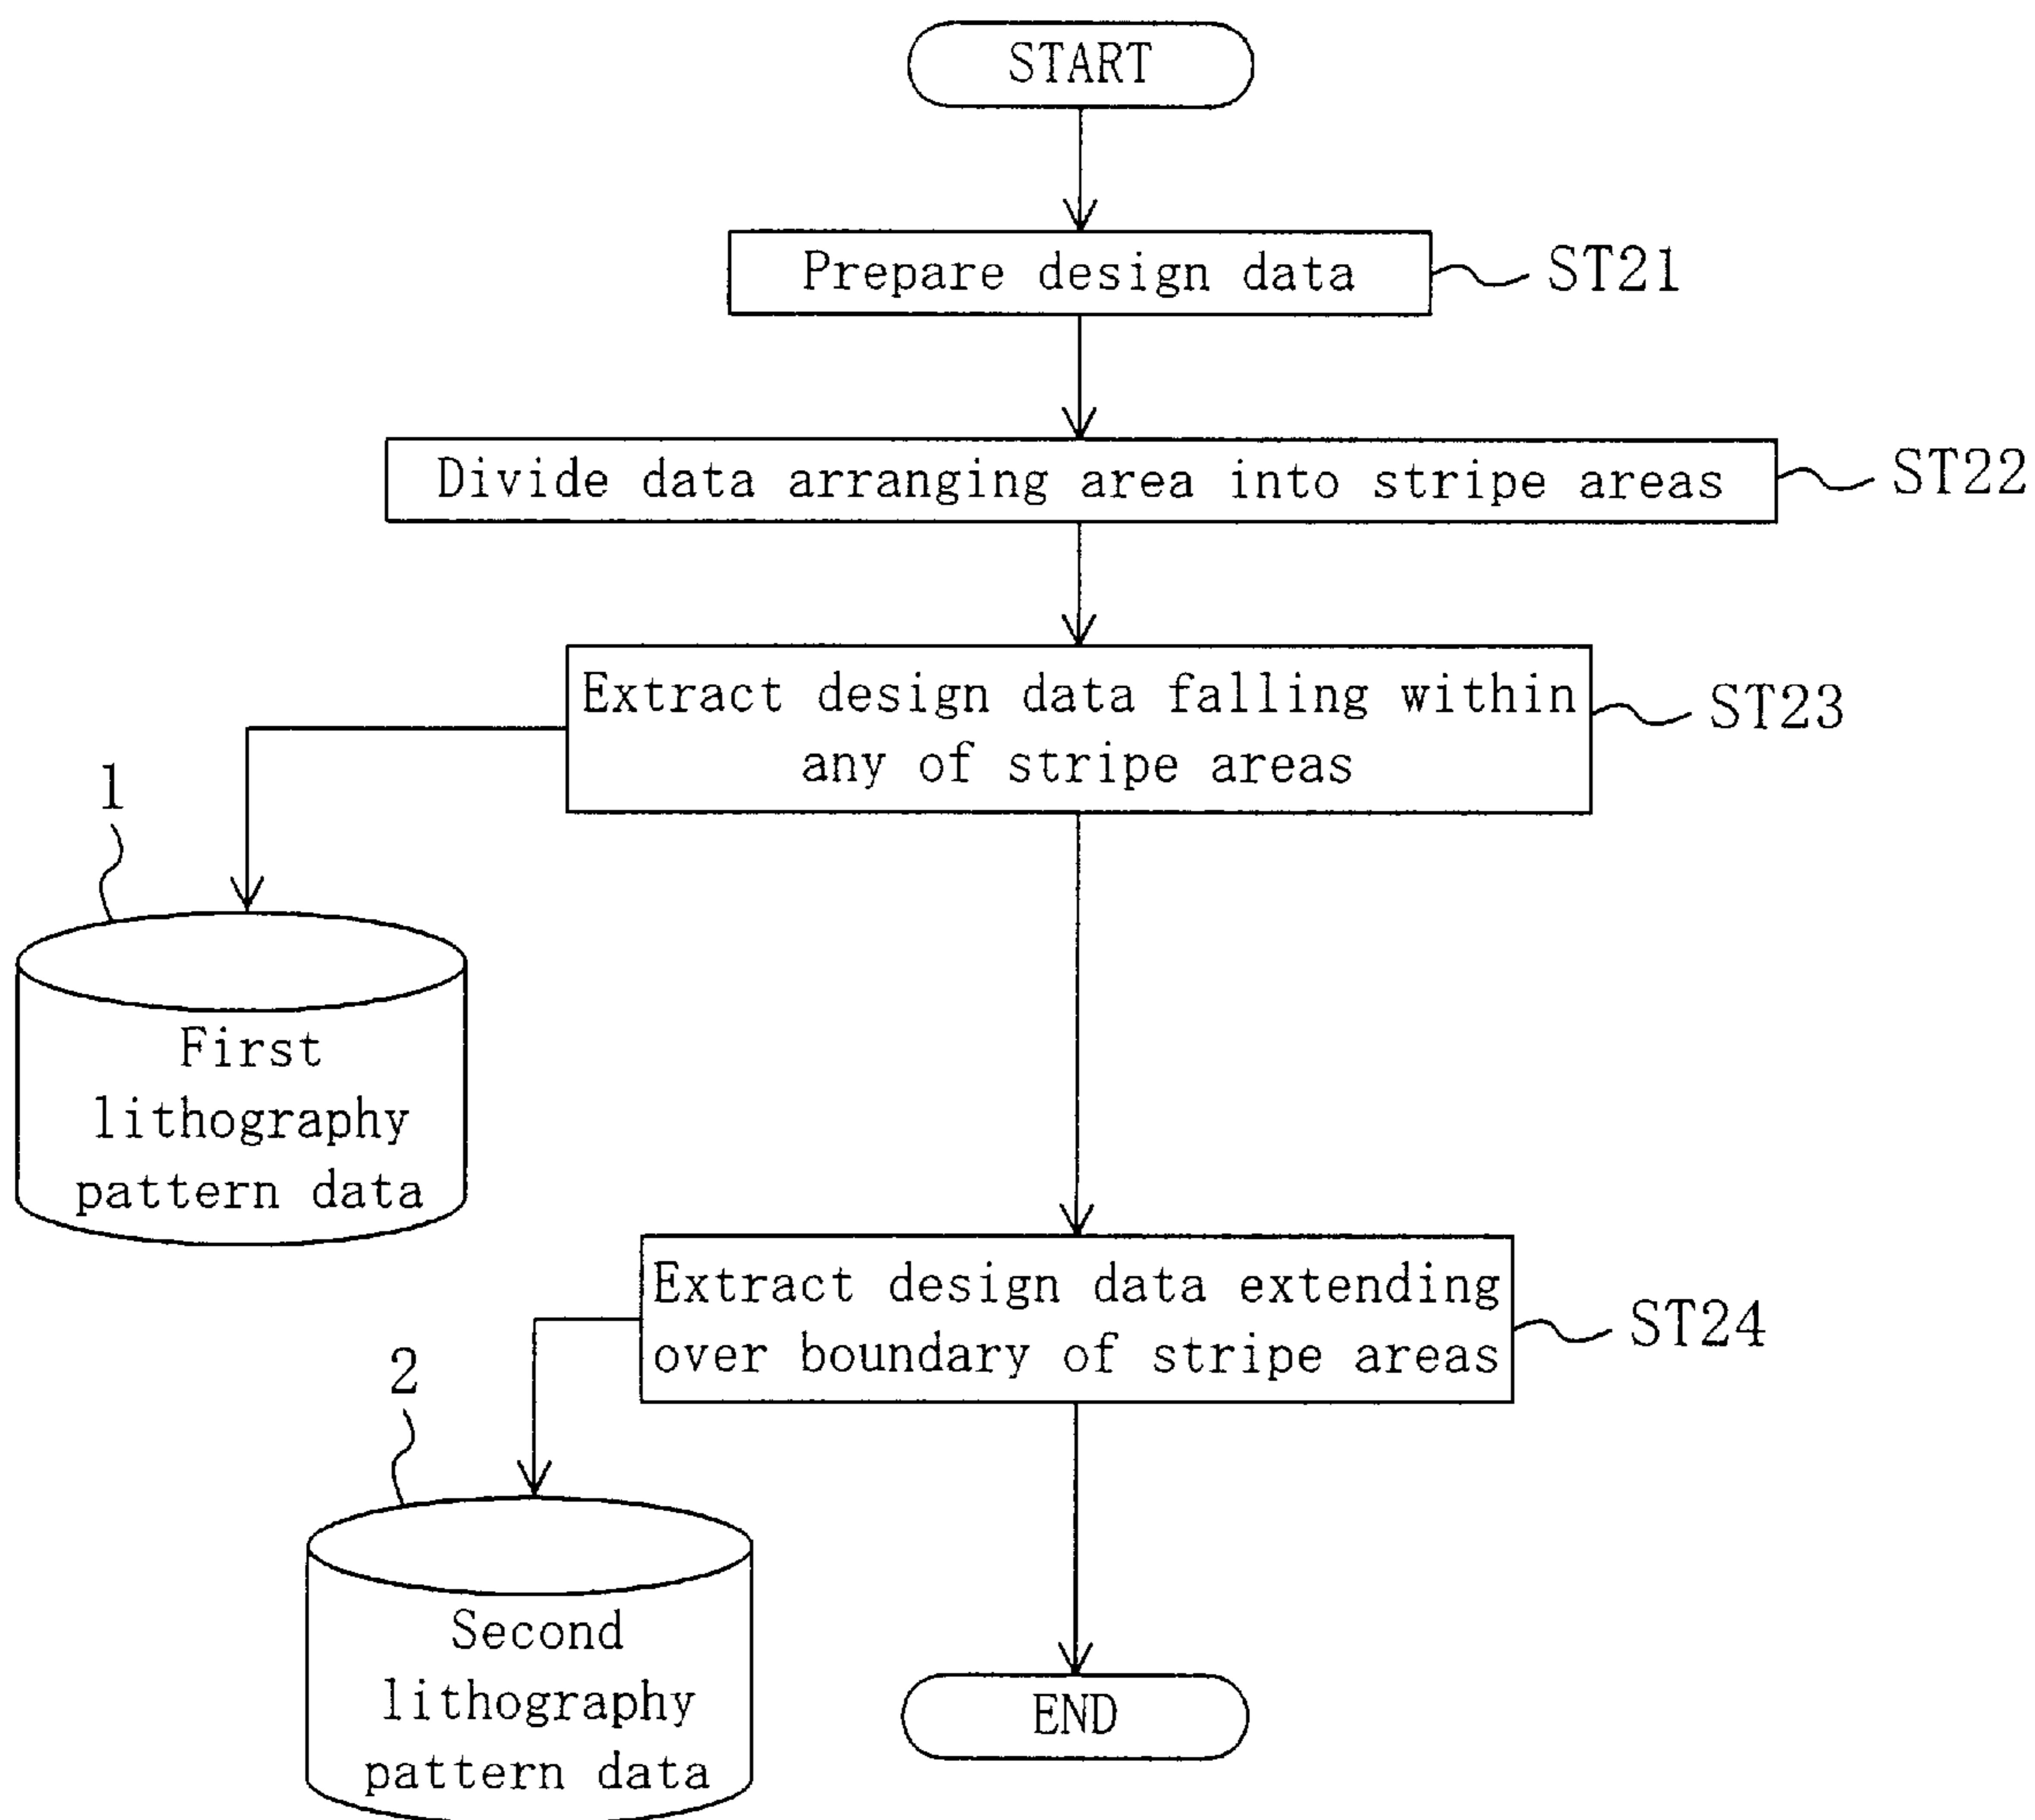 START
Prepare design data
ST21
Divide data arranging area into stripe areas
ST22
Extract design data falling within
any of stripe areas
ST23
1
First
lithography
pattern data
Extract design data extending
over boundary of stripe areas
ST24
2
Second
lithography
pattern data
END